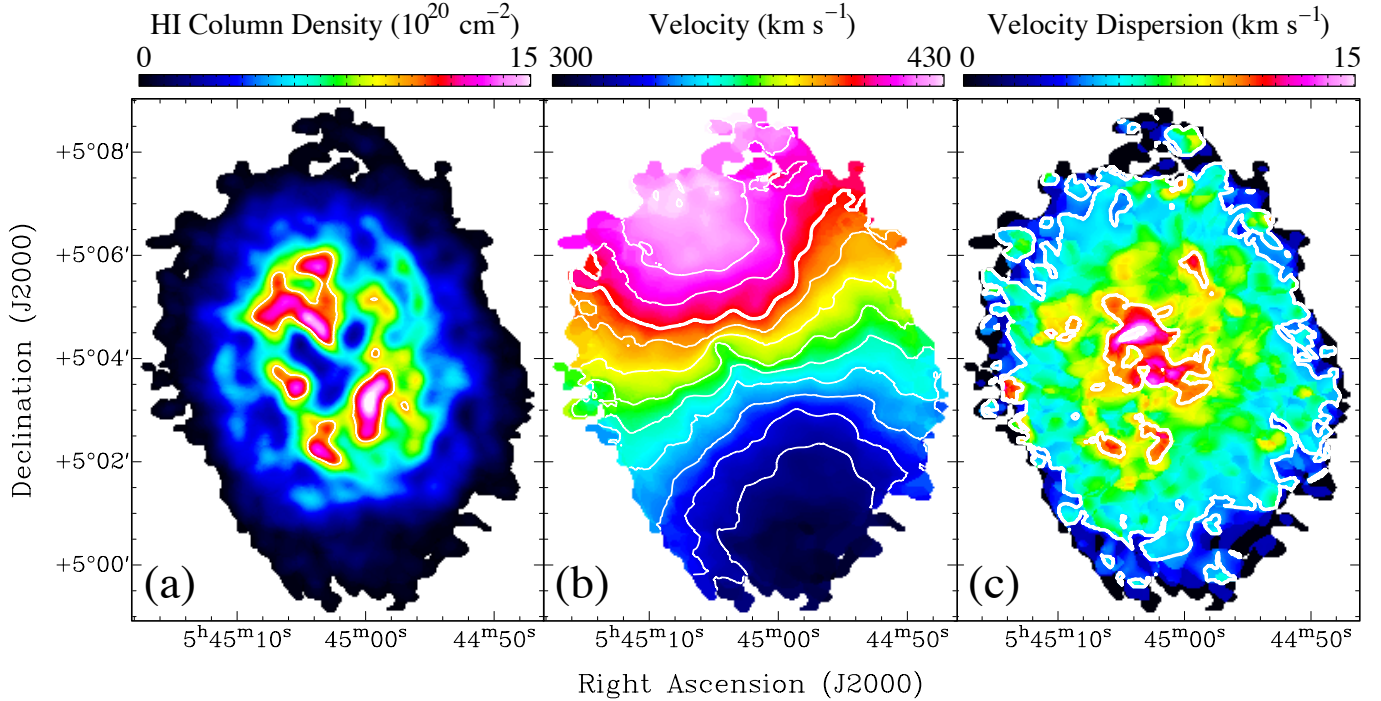 HI Column Density (10²⁰ cm⁻²) Velocity (km s⁻¹) Velocity Dispersion (km s⁻¹)
0 15 300 430 0 15
+5°08′
+5°06′
+5°04′
+5°02′
+5°00′
Declination (J2000)
(a) (b) (c)
5ʰ45ᵐ10ˢ 45ᵐ00ˢ 44ᵐ50ˢ 5ʰ45ᵐ10ˢ 45ᵐ00ˢ 44ᵐ50ˢ 5ʰ45ᵐ10ˢ 45ᵐ00ˢ 44ᵐ50ˢ
Right Ascension (J2000)